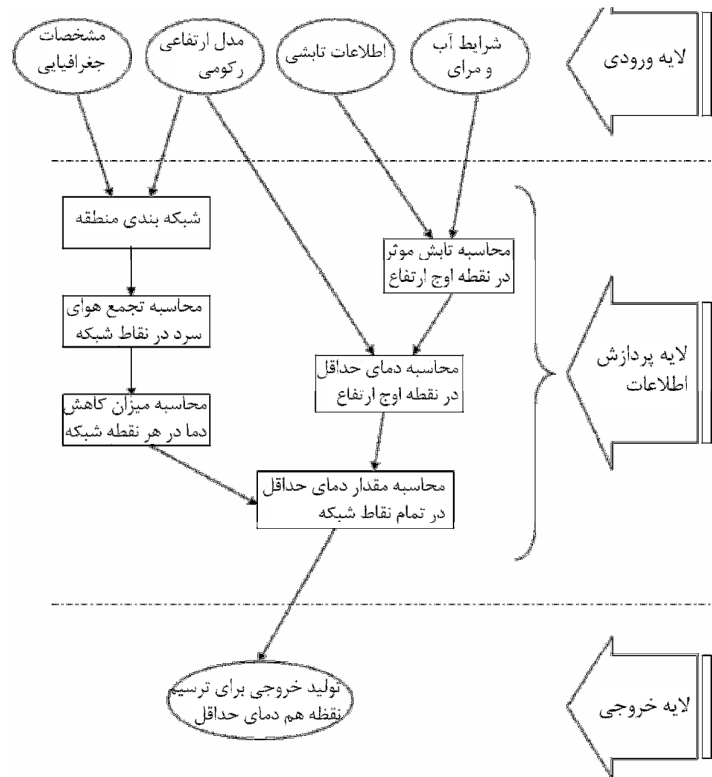 لایه ورودی
شرایط آب
و مرای
اطلاعات تابشی
مدل ارتفاعی
رکومی
مشخصات
جغرافیایی
شبکه بندی منطقه
محاسبه تابش موثر
در نقطه اوج ارتفاع
محاسبه تجمع هوای
سرد در نقاط شبکه
لایه پردازش
اطلاعات
محاسبه دمای حداقل
در نقطه اوج ارتفاع
محاسبه میزان کاهش
دما در هر نقطه شبکه
محاسبه مقدار دمای حداقل
در تمام نقاط شبکه
تولید خروجی برای ترسیم
نقظه هم دمای حداقل
لایه خروجی